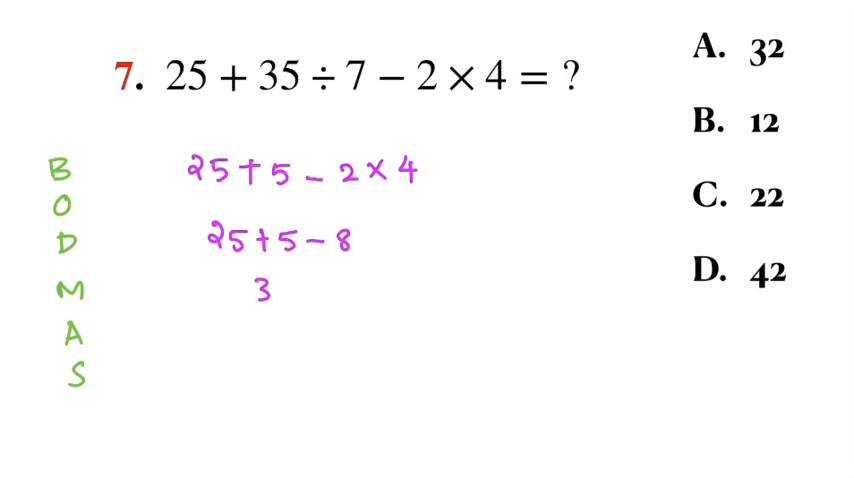 7. 25 + 35 ÷ 7 − 2 × 4 = ?
A. 32
B. 12
C. 22
D. 42
B
O
D
M
A
S
25 + 5 - 2 × 4
25 + 5 - 8
3